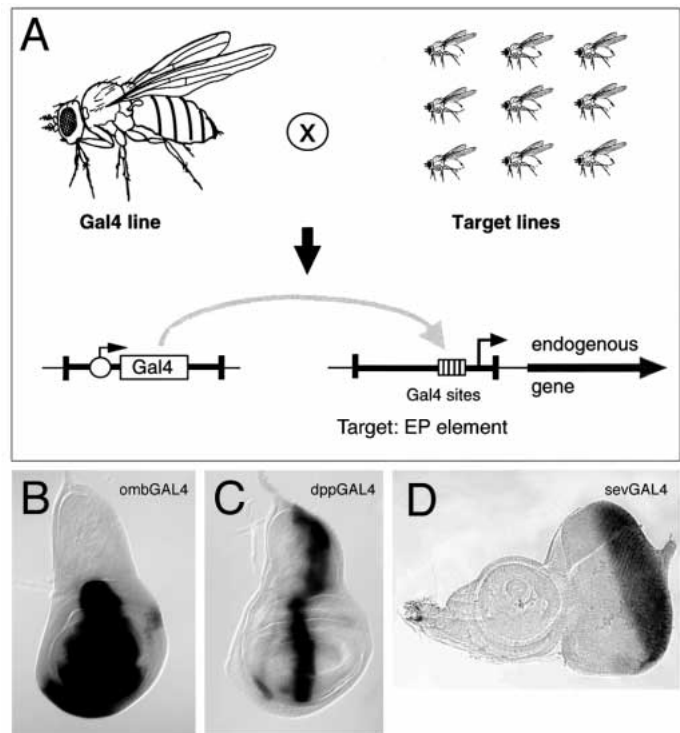 A
X
Gal4 line
Target lines
Gal4
endogenous
gene
Gal4 sites
Target: EP element
B
ombGAL4
C
dppGAL4
D
sevGAL4